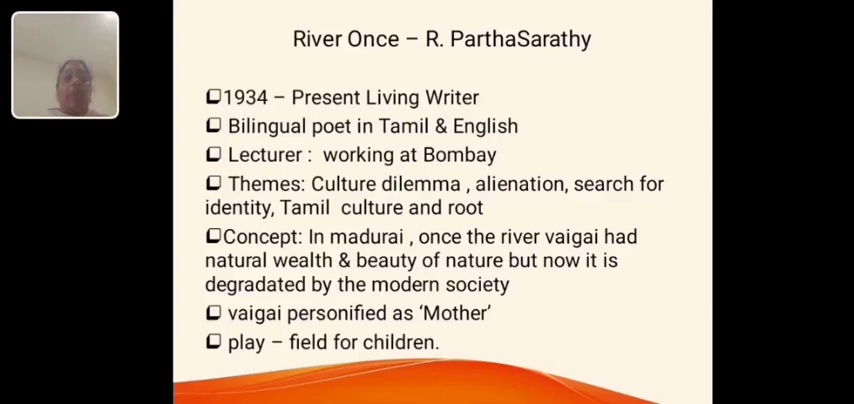 River Once – R. ParthaSarathy
❑1934 – Present Living Writer
❑ Bilingual poet in Tamil & English
❑ Lecturer : working at Bombay
❑ Themes: Culture dilemma , alienation, search for
identity, Tamil culture and root
❑Concept: In madurai , once the river vaigai had
natural wealth & beauty of nature but now it is
degradated by the modern society
❑ vaigai personified as ‘Mother’
❑ play – field for children.